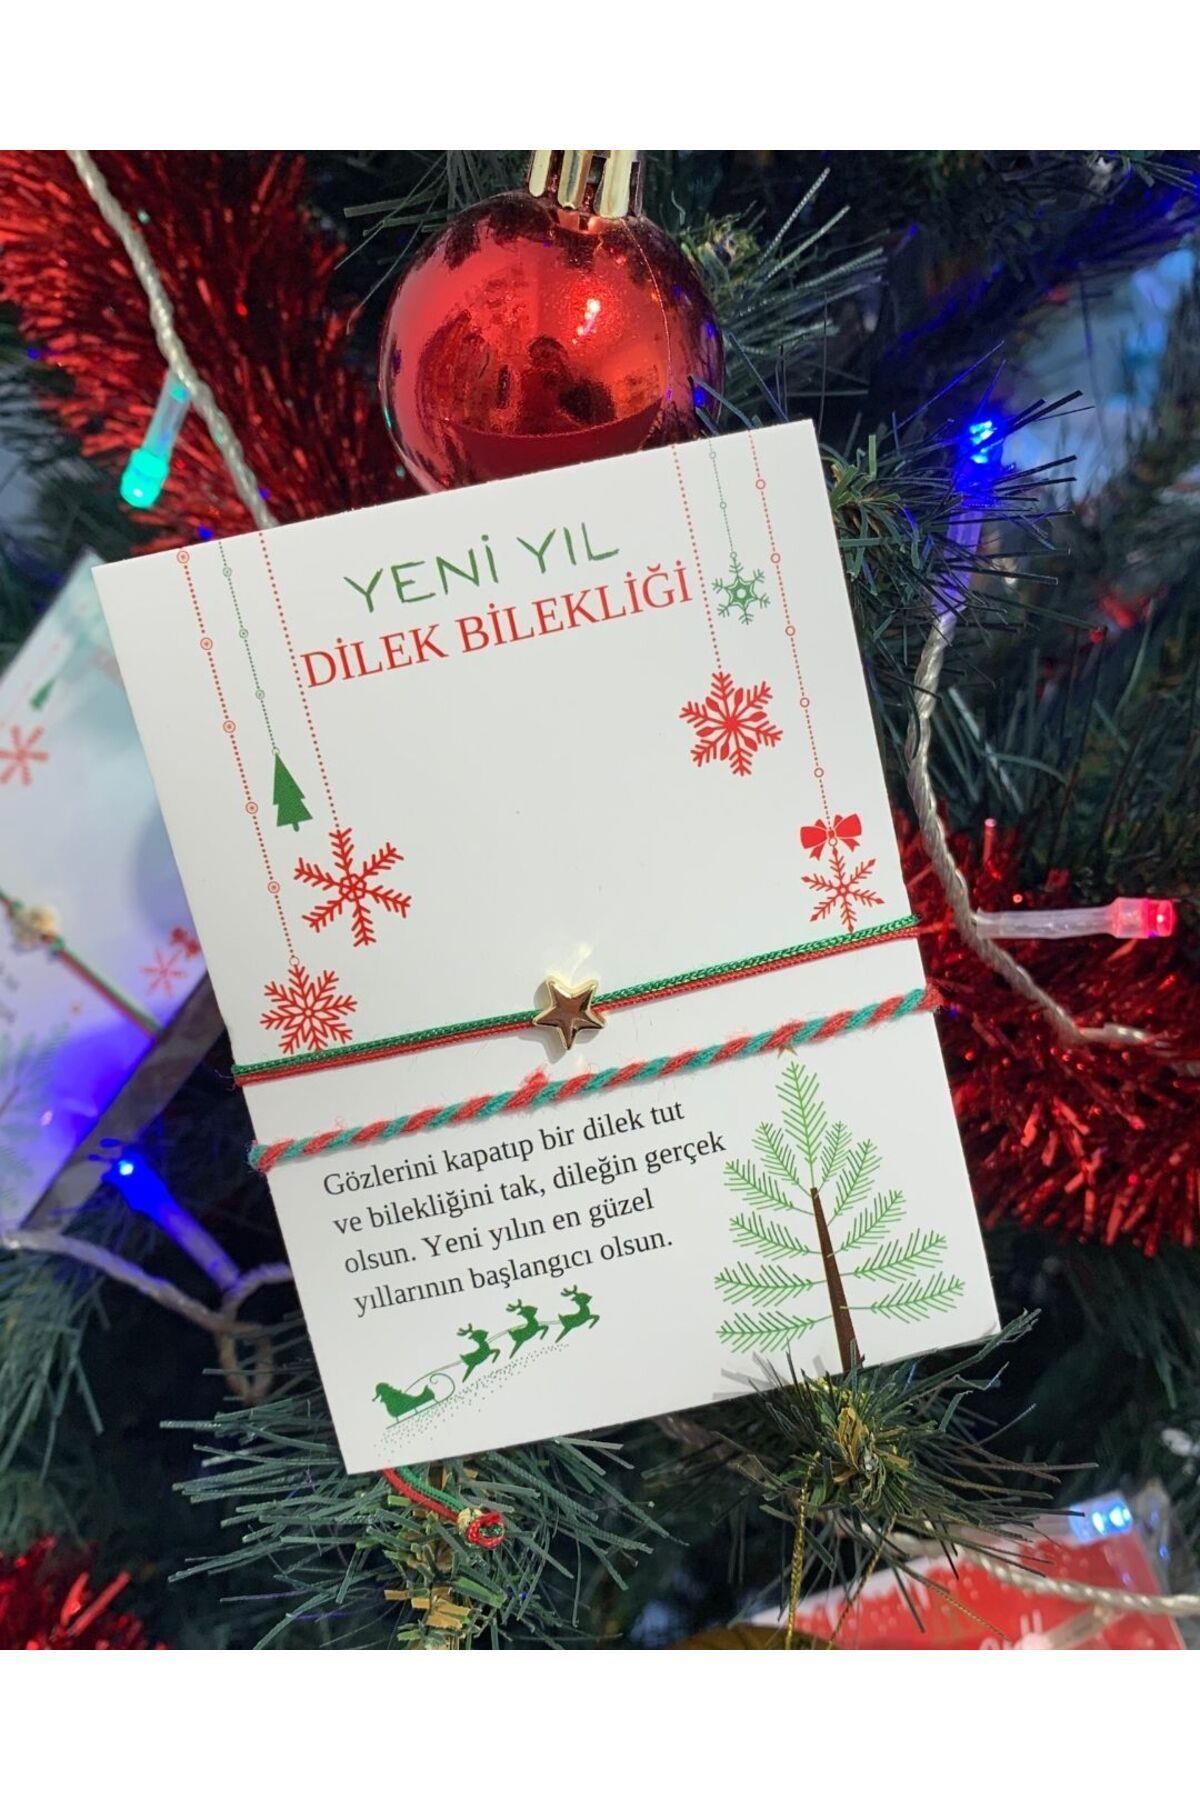 YENİ YIL
DİLEK BİLEKLİĞİ
Gözlerini kapatıp bir dilek tut
ve bilekliğini tak, dileğin gerçek
olsun. Yeni yılın en güzel
yıllarının başlangıcı olsun.